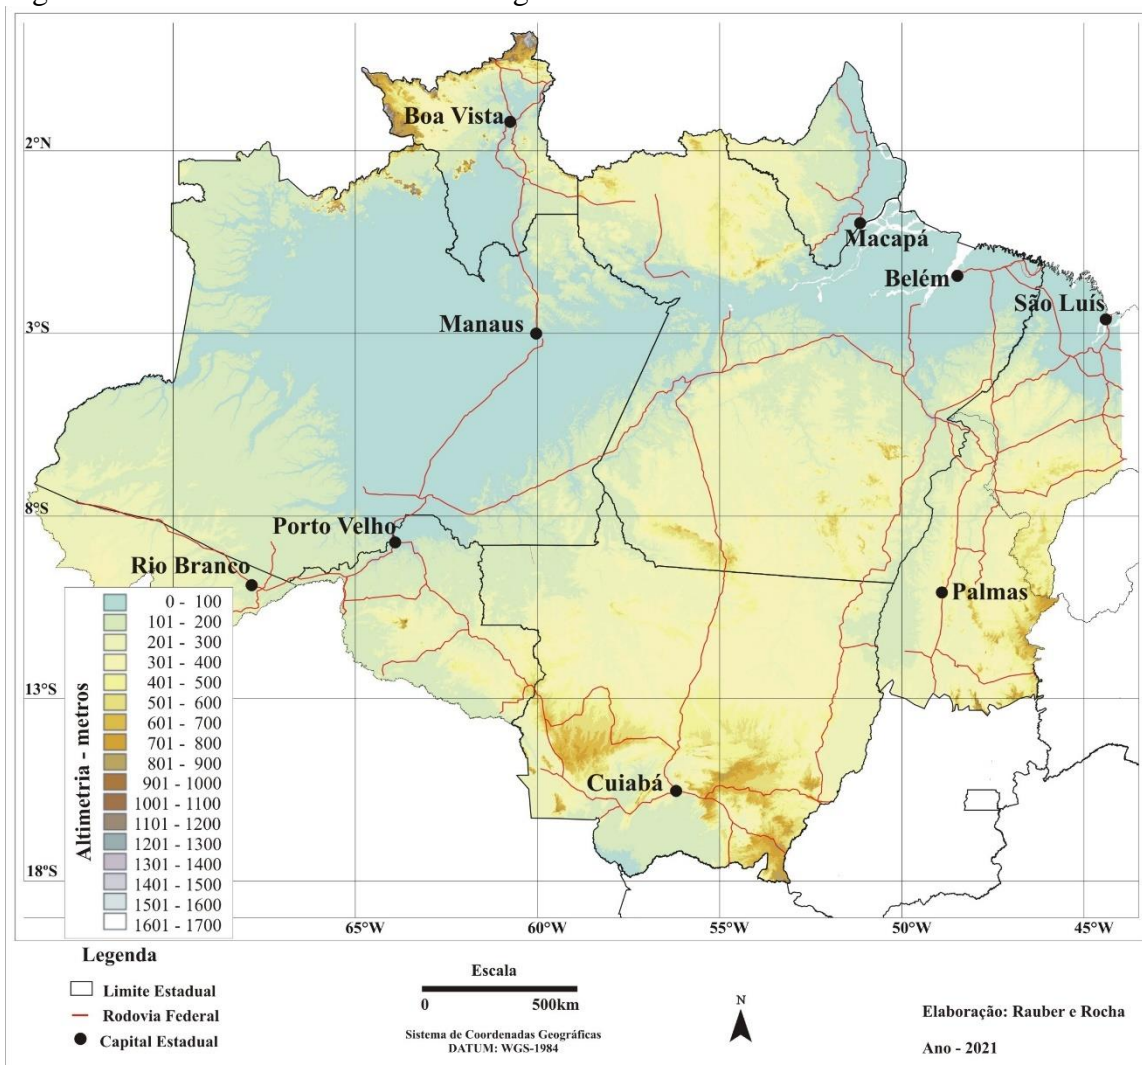 Boa Vista
2°N
Macapá
Belém
São Luís
Manaus
3°S
8°S
Porto Velho
Rio Branco
Palmas
13°S
Cuiabá
18°S
65°W
60°W
55°W
50°W
45°W
Altimetria - metros
0 - 100
101 - 200
201 - 300
301 - 400
401 - 500
501 - 600
601 - 700
701 - 800
801 - 900
901 - 1000
1001 - 1100
1101 - 1200
1201 - 1300
1301 - 1400
1401 - 1500
1501 - 1600
1601 - 1700
Legenda
Limite Estadual
Rodovia Federal
Capital Estadual
Escala
0 500km
Sistema de Coordenadas Geográficas
DATUM: WGS-1984
N
Elaboração: Rauber e Rocha
Ano - 2021